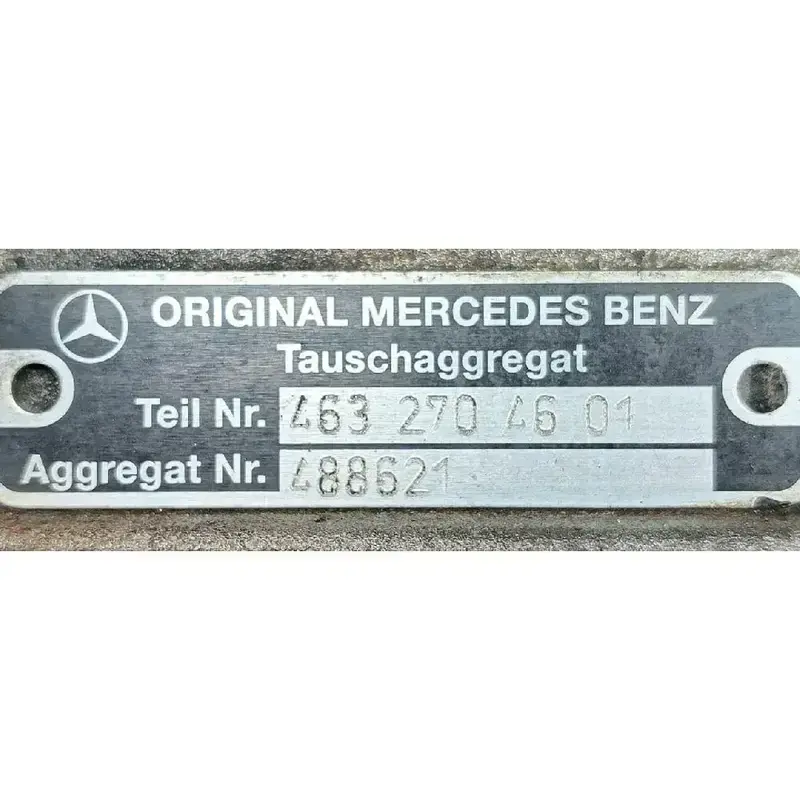 ORIGINAL MERCEDES BENZ
Tauschaggregat
Teil Nr. 463 270 46 01
Aggregat Nr. 488621